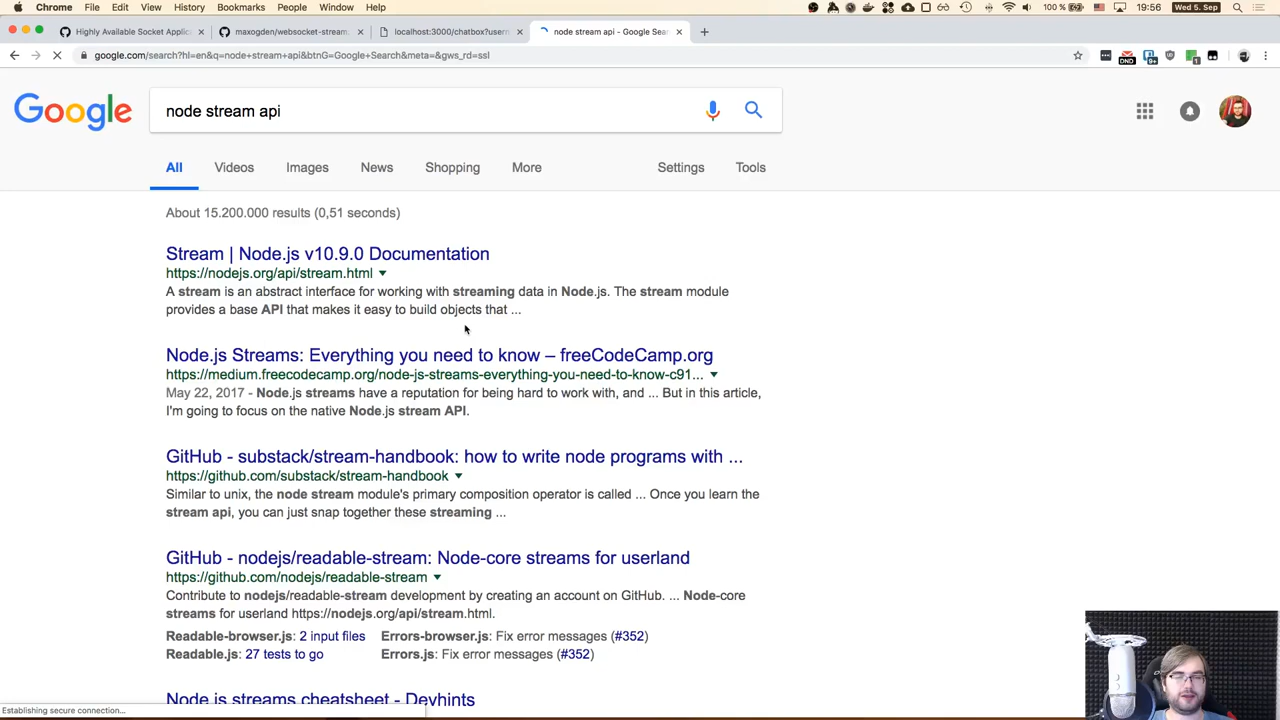 Chrome File Edit View History Bookmarks People Window Help 100 % Wed 5. Sep 19:56
Highly Available Socket Applic
maxogden/websocket-stream:
localhost:3000/chatbox?usern
node stream api - Google Sear
google.com/search?hl=en&q=node+stream+api&btnG=Google+Search&meta=&gws_rd=ssl
DND
9+
1
Google
node stream api
All Videos Images News Shopping More Settings Tools
About 15.200.000 results (0,51 seconds)
Stream | Node.js v10.9.0 Documentation
https://nodejs.org/api/stream.html
A stream is an abstract interface for working with streaming data in Node.js. The stream module
provides a base API that makes it easy to build objects that ...
Node.js Streams: Everything you need to know – freeCodeCamp.org
https://medium.freecodecamp.org/node-js-streams-everything-you-need-to-know-c91...
May 22, 2017 - Node.js streams have a reputation for being hard to work with, and ... But in this article,
I'm going to focus on the native Node.js stream API.
GitHub - substack/stream-handbook: how to write node programs with ...
https://github.com/substack/stream-handbook
Similar to unix, the node stream module's primary composition operator is called ... Once you learn the
stream api, you can just snap together these streaming ...
GitHub - nodejs/readable-stream: Node-core streams for userland
https://github.com/nodejs/readable-stream
Contribute to nodejs/readable-stream development by creating an account on GitHub. ... Node-core
streams for userland https://nodejs.org/api/stream.html.
Readable-browser.js: 2 input files Errors-browser.js: Fix error messages (#352)
Readable.js: 27 tests to go Errors.js: Fix error messages (#352)
Node.js streams cheatsheet - Devhints
Establishing secure connection...